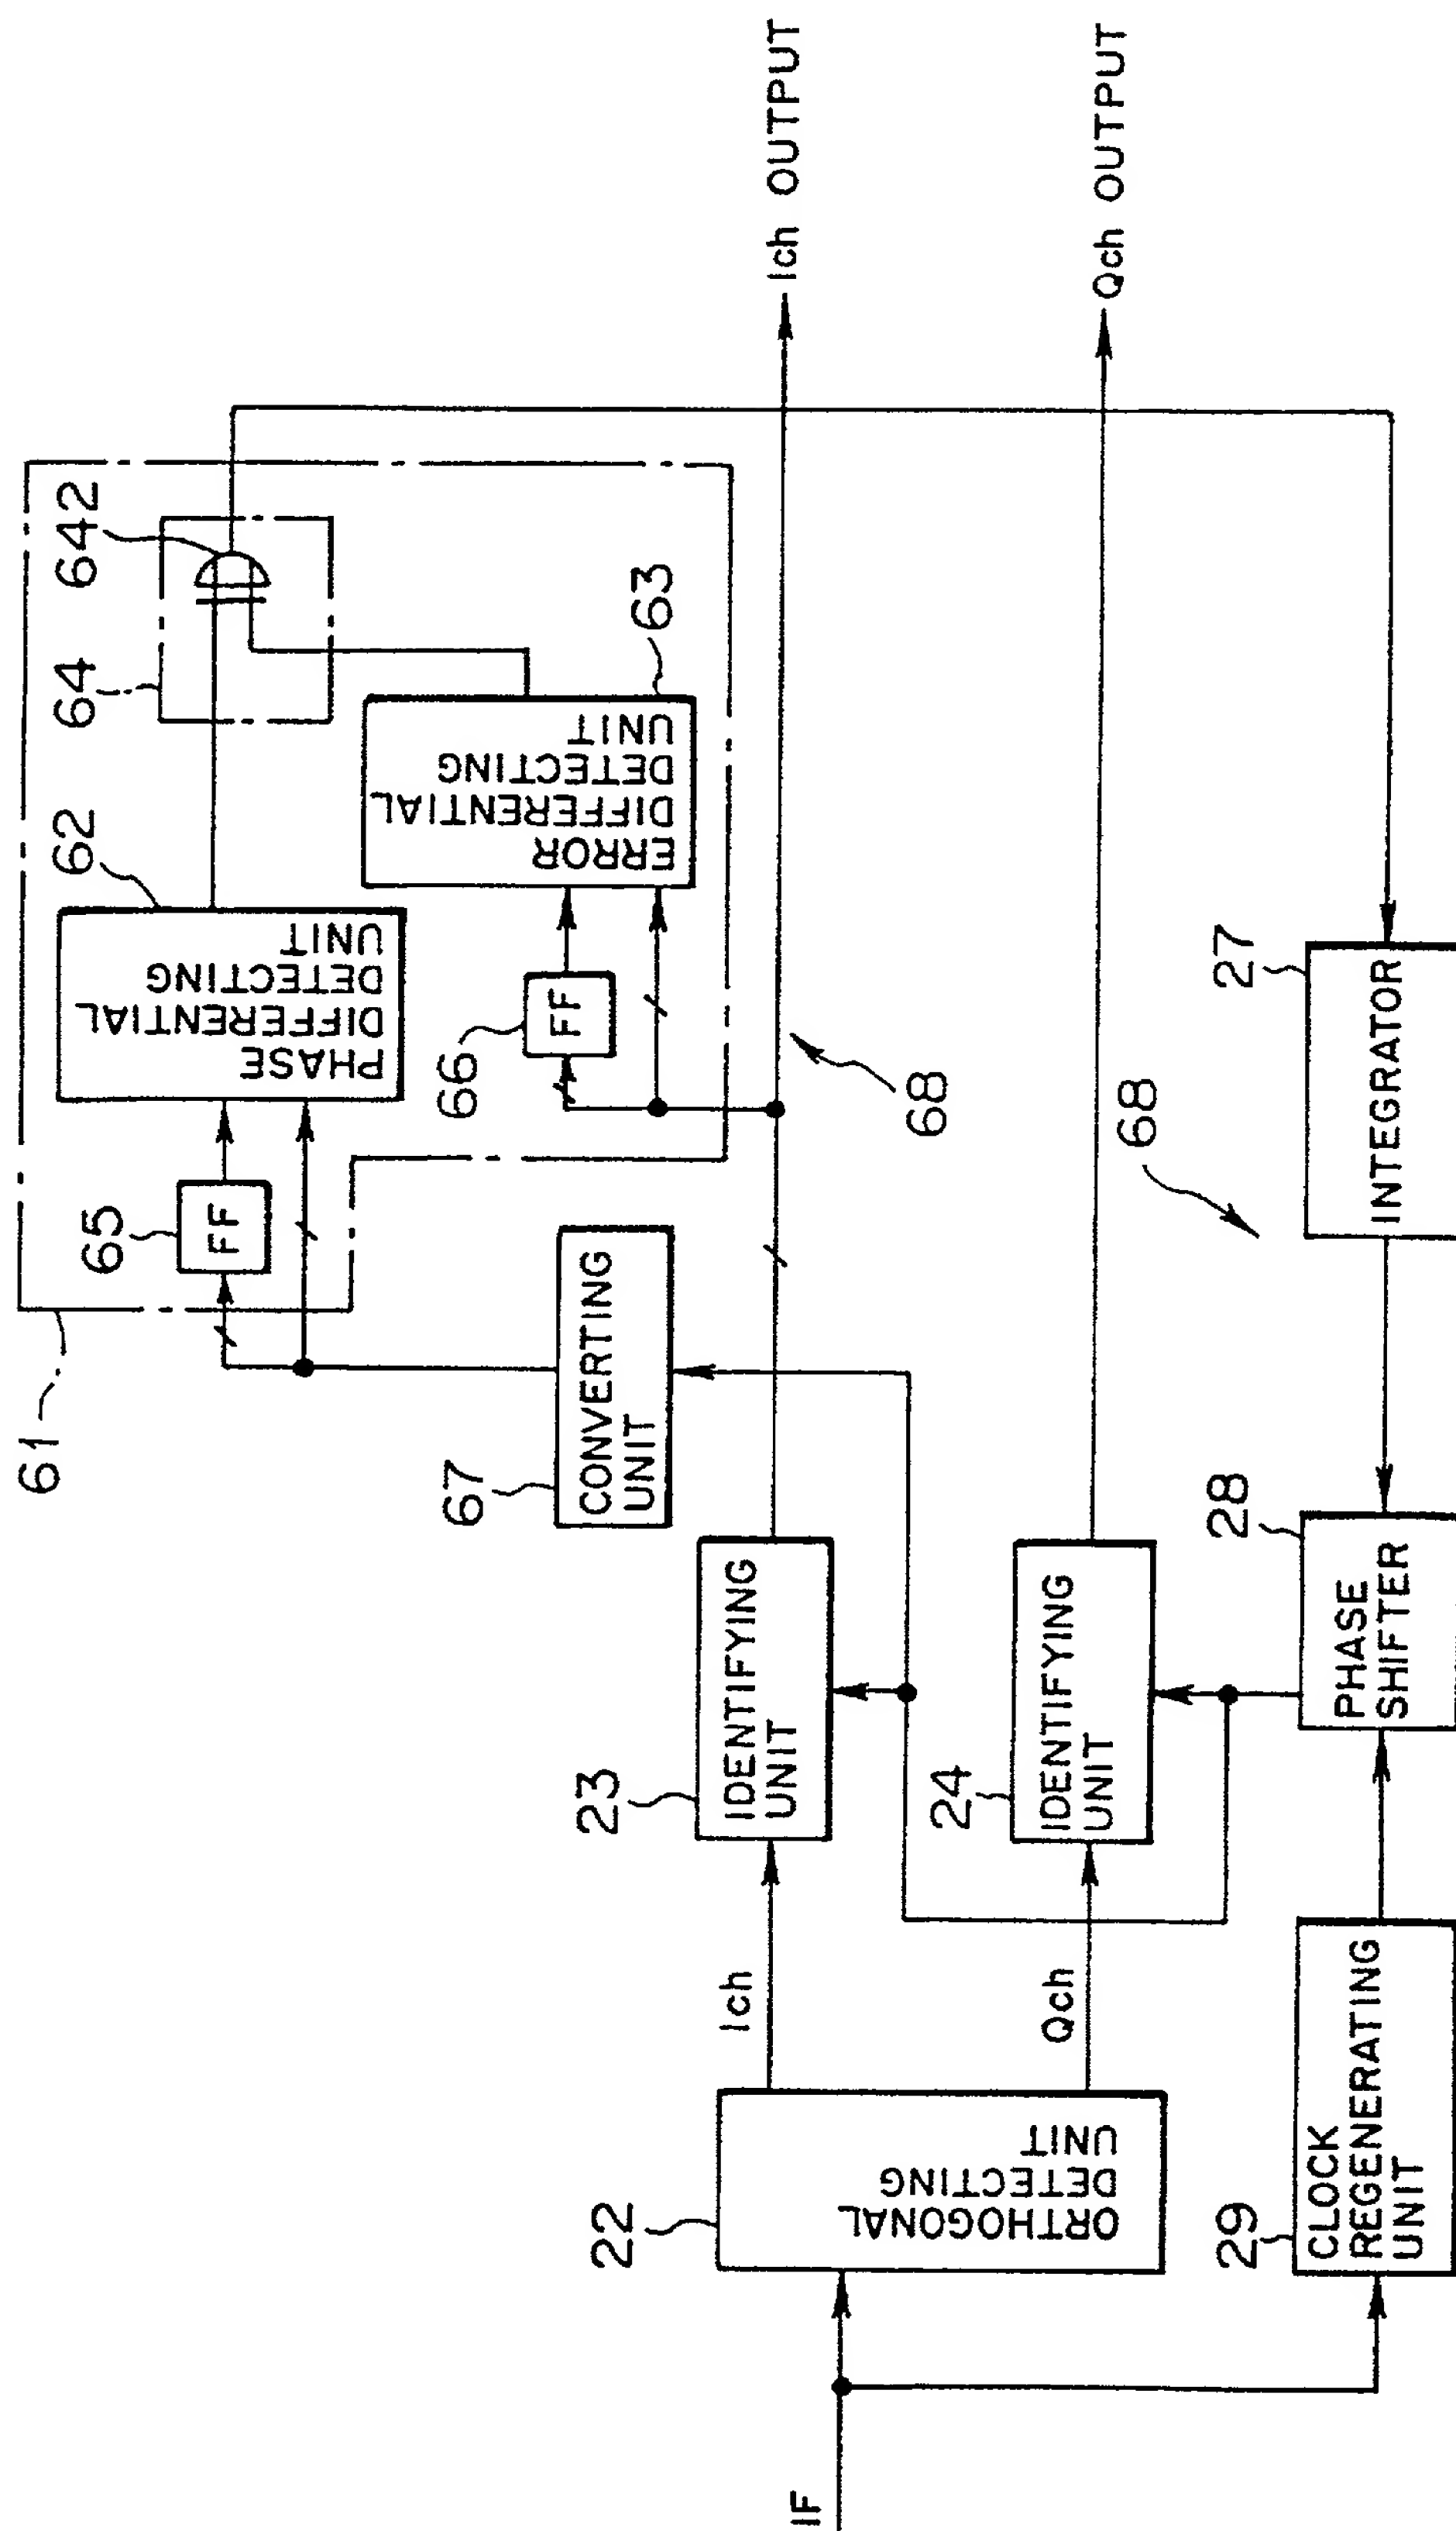 61
62
PHASE
DIFFERENTIAL
DETECTING
UNIT
64
642
65
FF
66
FF
63
ERROR
DIFFERENTIAL
DETECTING
UNIT
67
CONVERTING
UNIT
68
Ich OUTPUT
23
IDENTIFYING
UNIT
Ich
22
ORTHOGONAL
DETECTING
UNIT
IF
Qch
24
IDENTIFYING
UNIT
Qch OUTPUT
68
29
CLOCK
REGENERATING
UNIT
28
PHASE
SHIFTER
27
INTEGRATOR